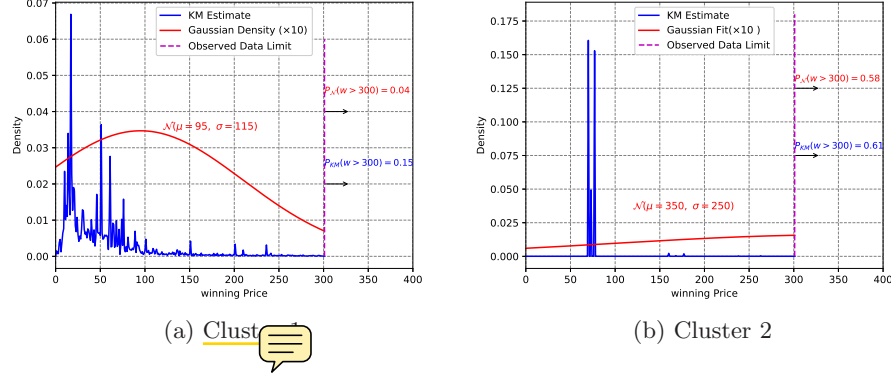 KM Estimate
Gaussian Density (×10)
Observed Data Limit
0.07
0.06
0.05
0.04
0.03
0.02
0.01
0.00
Density
𝒩(μ = 95, σ = 115)
P𝒩(w > 300) = 0.04
PKM(w > 300) = 0.15
0 50 100 150 200 250 300 350 400
winning Price
(a)
KM Estimate
Gaussian Fit(×10 )
Observed Data Limit
0.175
0.150
0.125
0.100
0.075
0.050
0.025
0.000
Density
𝒩(μ = 350, σ = 250)
P𝒩(w > 300) = 0.58
PKM(w > 300) = 0.61
0 50 100 150 200 250 300 350 400
winning Price
(b) Cluster 2